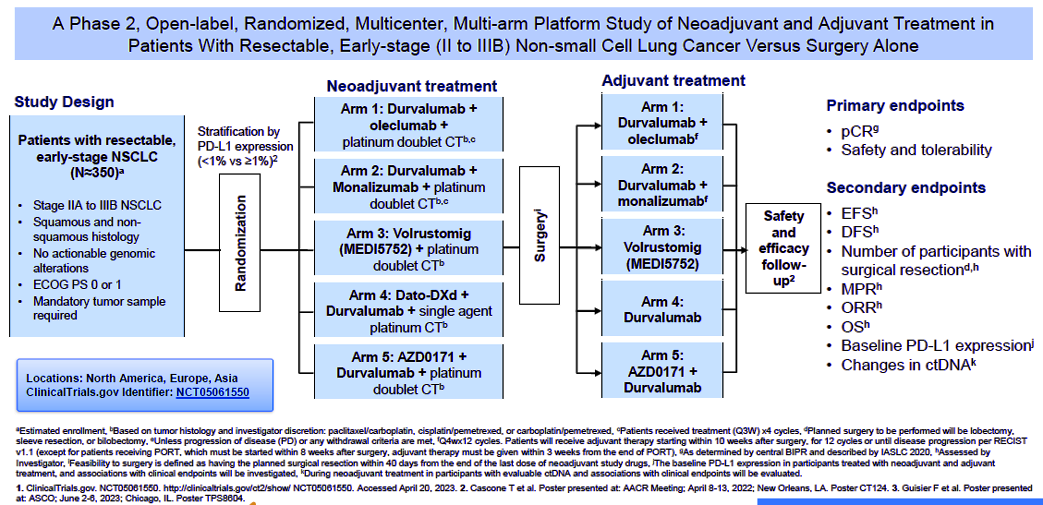 A Phase 2, Open-label, Randomized, Multicenter, Multi-arm Platform Study of Neoadjuvant and Adjuvant Treatment in
Patients With Resectable, Early-stage (II to IIIB) Non-small Cell Lung Cancer Versus Surgery Alone
Study Design
Patients with resectable,
early-stage NSCLC
(N≈350)ᵃ
• Stage IIA to IIIB NSCLC
• Squamous and non-
squamous histology
• No actionable genomic
alterations
• ECOG PS 0 or 1
• Mandatory tumor sample
required
Stratification by
PD-L1 expression
(<1% vs ≥1%)²
Randomization
Neoadjuvant treatment
Arm 1: Durvalumab +
oleclumab +
platinum doublet CTᵇ,ᶜ
Arm 2: Durvalumab +
Monalizumab + platinum
doublet CTᵇ,ᶜ
Arm 3: Volrustomig
(MEDI5752) + platinum
doublet CTᵇ
Arm 4: Dato-DXd +
Durvalumab + single agent
platinum CTᵇ
Arm 5: AZD0171 +
Durvalumab + platinum
doublet CTᵇ
Surgeryⁱ
Adjuvant treatment
Arm 1:
Durvalumab +
oleclumabᶠ
Arm 2:
Durvalumab +
monalizumabᶠ
Arm 3:
Volrustomig
(MEDI5752)
Arm 4:
Durvalumab
Arm 5:
AZD0171 +
Durvalumab
Safety
and
efficacy
follow-
up²
Primary endpoints
• pCRᵍ
• Safety and tolerability
Secondary endpoints
• EFSʰ
• DFSʰ
• Number of participants with
surgical resectionᵈ,ʰ
• MPRʰ
• ORRʰ
• OSʰ
• Baseline PD-L1 expressionʲ
• Changes in ctDNAᵏ
Locations: North America, Europe, Asia
ClinicalTrials.gov Identifier: NCT05061550
ᵃEstimated enrollment, ᵇBased on tumor histology and investigator discretion: paclitaxel/carboplatin, cisplatin/pemetrexed, or carboplatin/pemetrexed, ᶜPatients received treatment (Q3W) x4 cycles, ᵈPlanned surgery to be performed will be lobectomy,
sleeve resection, or bilobectomy, ᵉUnless progression of disease (PD) or any withdrawal criteria are met, ᶠQ4wx12 cycles. Patients will receive adjuvant therapy starting within 10 weeks after surgery, for 12 cycles or until disease progression per RECIST
v1.1 (except for patients receiving PORT, which must be started within 8 weeks after surgery, adjuvant therapy must be given within 3 weeks from the end of PORT), ᵍAs determined by central BIPR and described by IASLC 2020, ʰAssessed by
Investigator, ⁱFeasibility to surgery is defined as having the planned surgical resection within 40 days from the end of the last dose of neoadjuvant study drugs, ʲThe baseline PD-L1 expression in participants treated with neoadjuvant and adjuvant
treatment, and associations with clinical endpoints will be investigated, ᵏDuring neoadjuvant treatment in participants with evaluable ctDNA and associations with clinical endpoints will be evaluated.
1. ClinicalTrials.gov. NCT05061550. http://clinicaltrials.gov/ct2/show/ NCT05061550. Accessed April 20, 2023. 2. Cascone T et al. Poster presented at: AACR Meeting; April 8-13, 2022; New Orleans, LA. Poster CT124. 3. Guisier F et al. Poster presented
at: ASCO; June 2-6, 2023; Chicago, IL. Poster TPS8604.